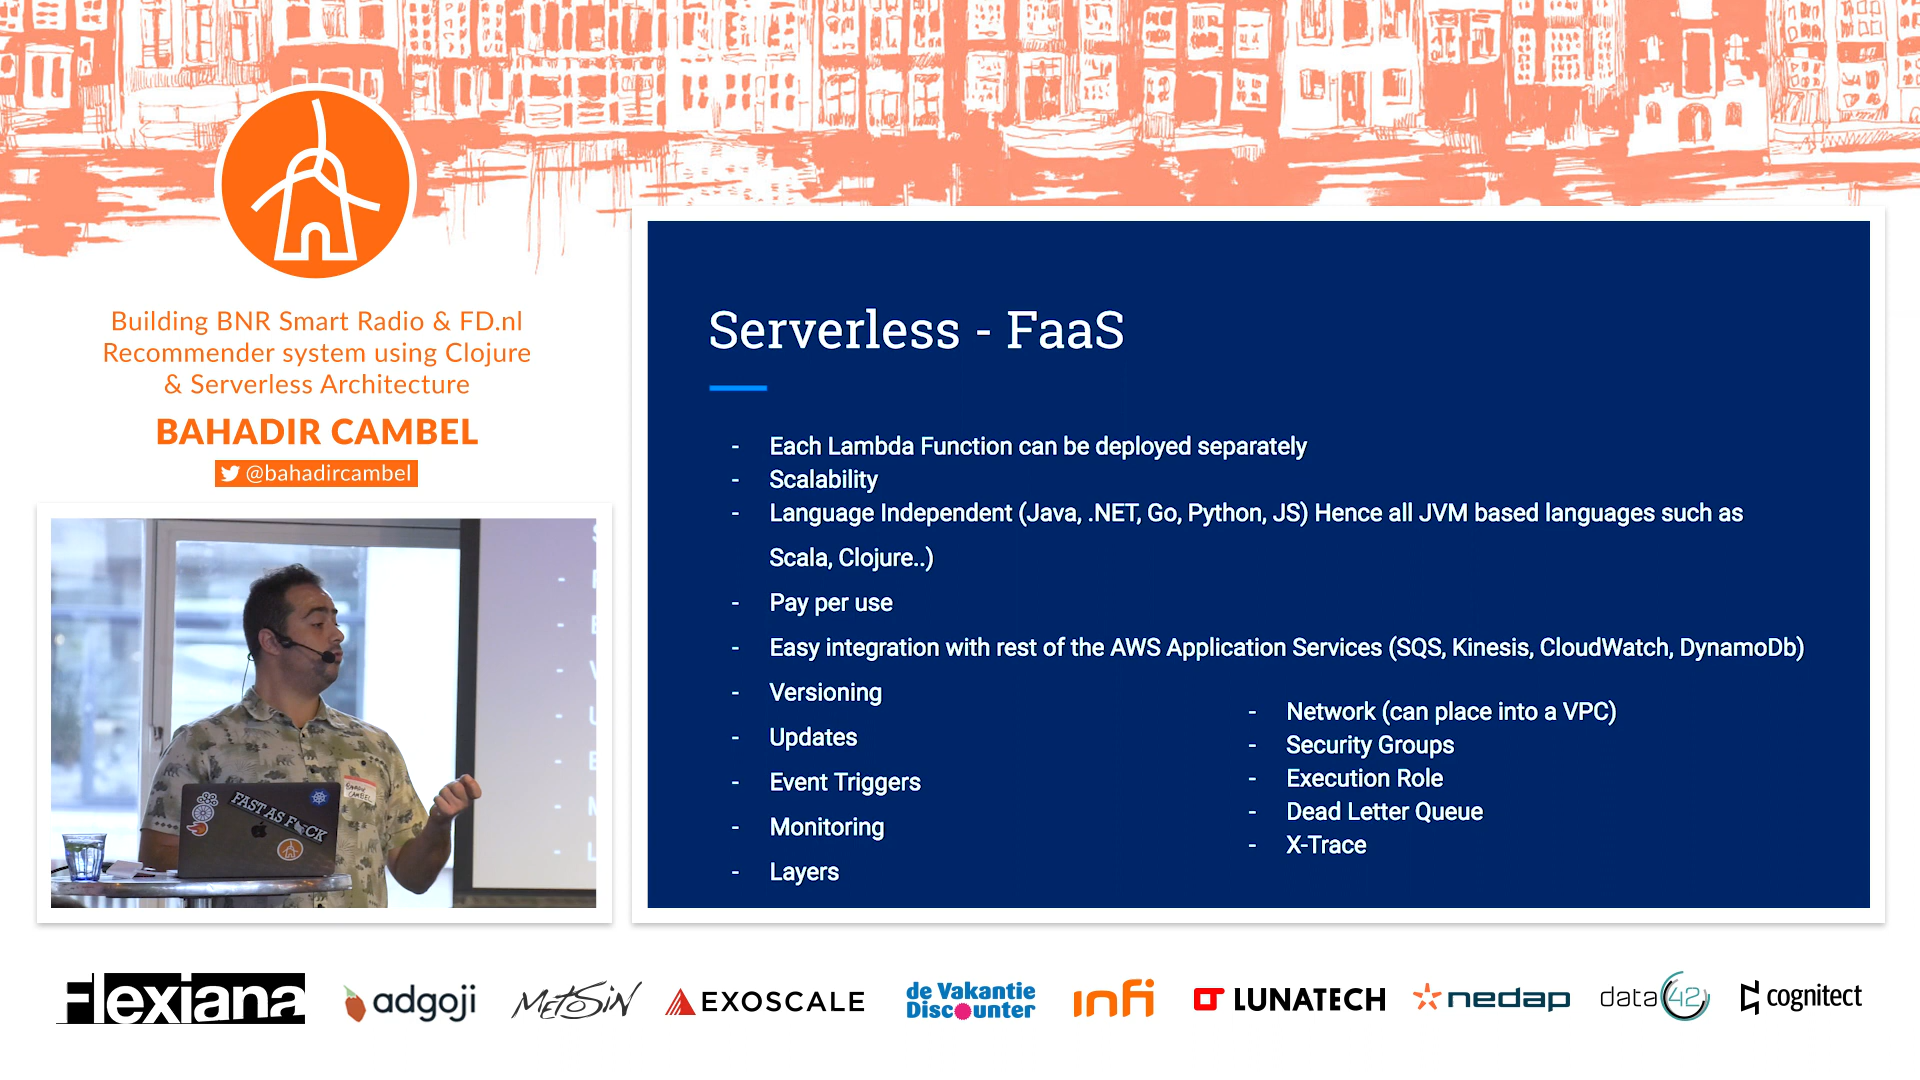 Building BNR Smart Radio & FD.nl
Recommender system using Clojure
& Serverless Architecture
BAHADIR CAMBEL
@bahadircambel
Serverless - FaaS
- Each Lambda Function can be deployed separately
- Scalability
- Language Independent (Java, .NET, Go, Python, JS) Hence all JVM based languages such as
Scala, Clojure..)
- Pay per use
- Easy integration with rest of the AWS Application Services (SQS, Kinesis, CloudWatch, DynamoDb)
- Versioning
- Updates
- Event Triggers
- Monitoring
- Layers
- Network (can place into a VPC)
- Security Groups
- Execution Role
- Dead Letter Queue
- X-Trace
FAST AS F*CK
CAMBEL
Flexiana
adgoji
METOSIN
EXOSCALE
de Vakantie
Discounter
infi
LUNATECH
nedap
data 42
cognitect